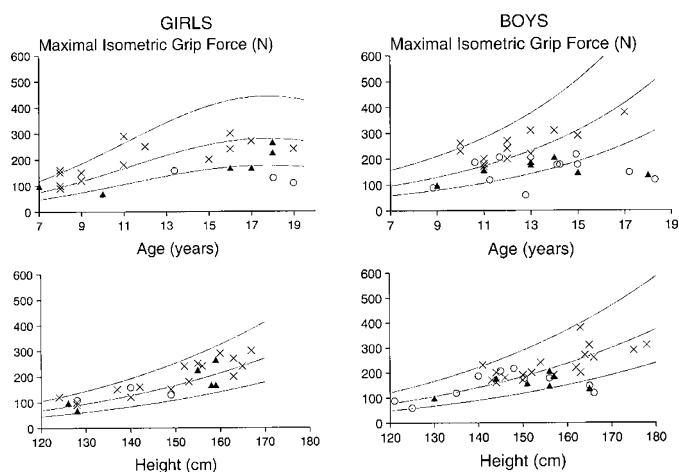 GIRLS
Maximal Isometric Grip Force (N)
600
500
400
300
200
100
0
7 9 11 13 15 17 19
Age (years)
BOYS
Maximal Isometric Grip Force (N)
600
500
400
300
200
100
0
7 9 11 13 15 17 19
Age (years)
600
500
400
300
200
100
0
120 130 140 150 160 170 180
Height (cm)
600
500
400
300
200
100
0
120 130 140 150 160 170 180
Height (cm)